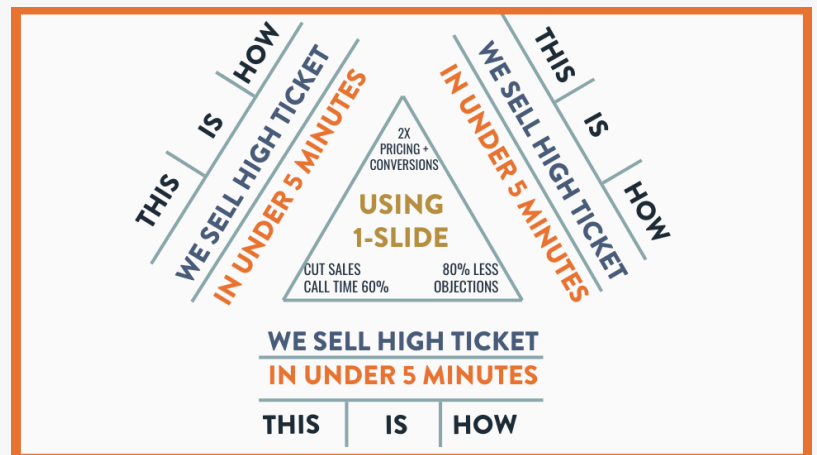 THIS IS HOW
WE SELL HIGH TICKET
IN UNDER 5 MINUTES
THIS IS HOW
WE SELL HIGH TICKET
IN UNDER 5 MINUTES
2X
PRICING +
CONVERSIONS
USING
1-SLIDE
CUT SALES
CALL TIME 60%
80% LESS
OBJECTIONS
WE SELL HIGH TICKET
IN UNDER 5 MINUTES
THIS IS HOW